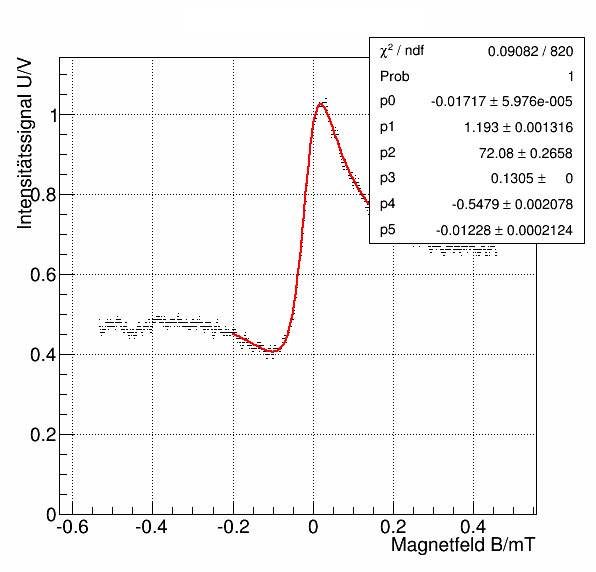 χ² / ndf 0.09082 / 820
Prob 1
p0 -0.01717 ± 5.976e-005
p1 1.193 ± 0.001316
p2 72.08 ± 0.2658
p3 0.1305 ± 0
p4 -0.5479 ± 0.002078
p5 -0.01228 ± 0.0002124
Intensitätssignal U/V
1
0.8
0.6
0.4
0.2
0
-0.6 -0.4 -0.2 0 0.2 0.4
Magnetfeld B/mT